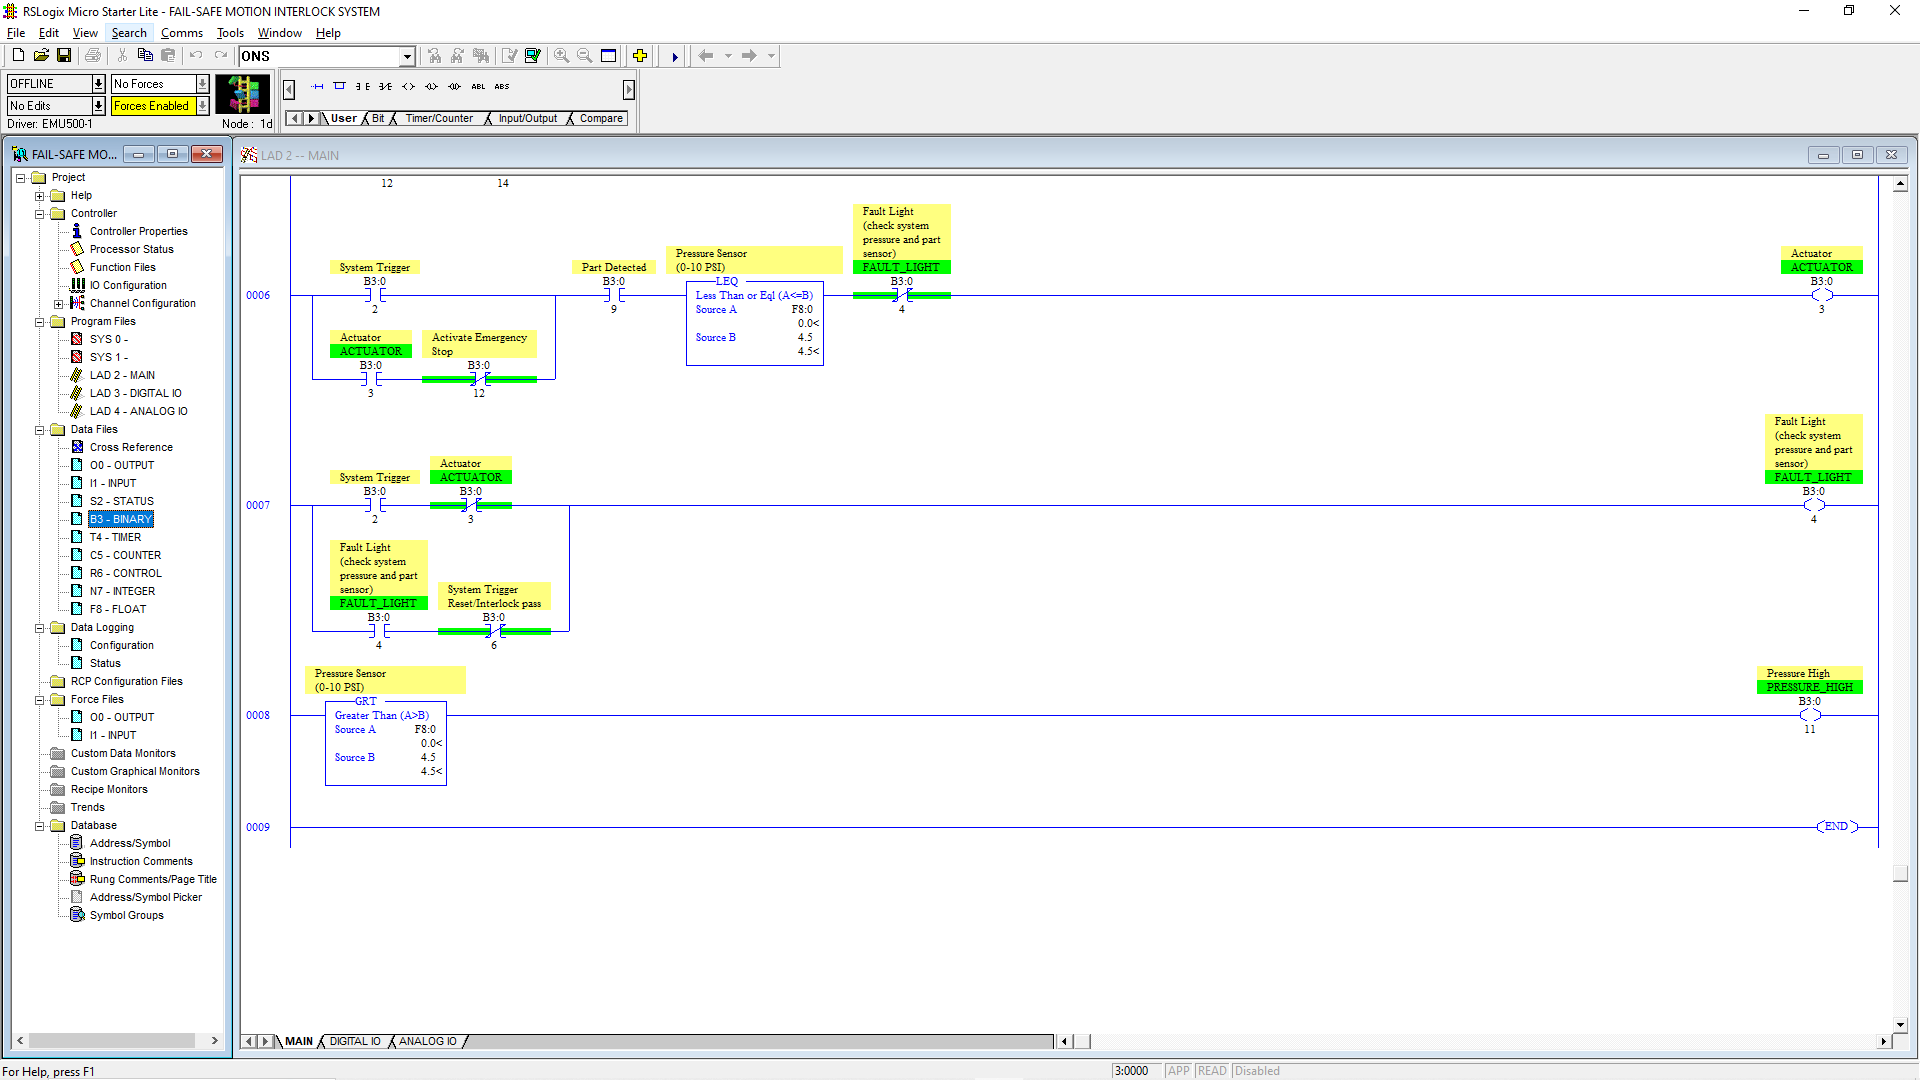 RSLogix Micro Starter Lite - FAIL-SAFE MOTION INTERLOCK SYSTEM
File Edit View Search Comms Tools Window Help
ONS
OFFLINE No Forces
No Edits Forces Enabled
Driver: EMU500-1 Node : 1d
ABL ABS
User Bit Timer/Counter Input/Output Compare
FAIL-SAFE MO...
Project
Help
Controller
Controller Properties
Processor Status
Function Files
IO Configuration
Channel Configuration
Program Files
SYS 0 -
SYS 1 -
LAD 2 - MAIN
LAD 3 - DIGITAL IO
LAD 4 - ANALOG IO
Data Files
Cross Reference
O0 - OUTPUT
I1 - INPUT
S2 - STATUS
B3 - BINARY
T4 - TIMER
C5 - COUNTER
R6 - CONTROL
N7 - INTEGER
F8 - FLOAT
Data Logging
Configuration
Status
RCP Configuration Files
Force Files
O0 - OUTPUT
I1 - INPUT
Custom Data Monitors
Custom Graphical Monitors
Recipe Monitors
Trends
Database
Address/Symbol
Instruction Comments
Rung Comments/Page Title
Address/Symbol Picker
Symbol Groups
LAD 2 -- MAIN
12 14
0006
System Trigger
B3:0
2
Actuator
ACTUATOR
B3:0
3
Activate Emergency
Stop
B3:0
12
Part Detected
B3:0
9
Pressure Sensor
(0-10 PSI)
LEQ
Less Than or Eql (A<=B)
Source A F8:0
0.0<
Source B 4.5
4.5<
Fault Light
(check system
pressure and part
sensor)
FAULT_LIGHT
B3:0
4
Actuator
ACTUATOR
B3:0
3
0007
System Trigger
B3:0
2
Actuator
ACTUATOR
B3:0
3
Fault Light
(check system
pressure and part
sensor)
FAULT_LIGHT
B3:0
4
System Trigger
Reset/Interlock pass
B3:0
6
Fault Light
(check system
pressure and part
sensor)
FAULT_LIGHT
B3:0
4
0008
Pressure Sensor
(0-10 PSI)
GRT
Greater Than (A>B)
Source A F8:0
0.0<
Source B 4.5
4.5<
Pressure High
PRESSURE_HIGH
B3:0
11
0009
END
MAIN DIGITAL IO ANALOG IO
For Help, press F1
3:0000 APP READ Disabled